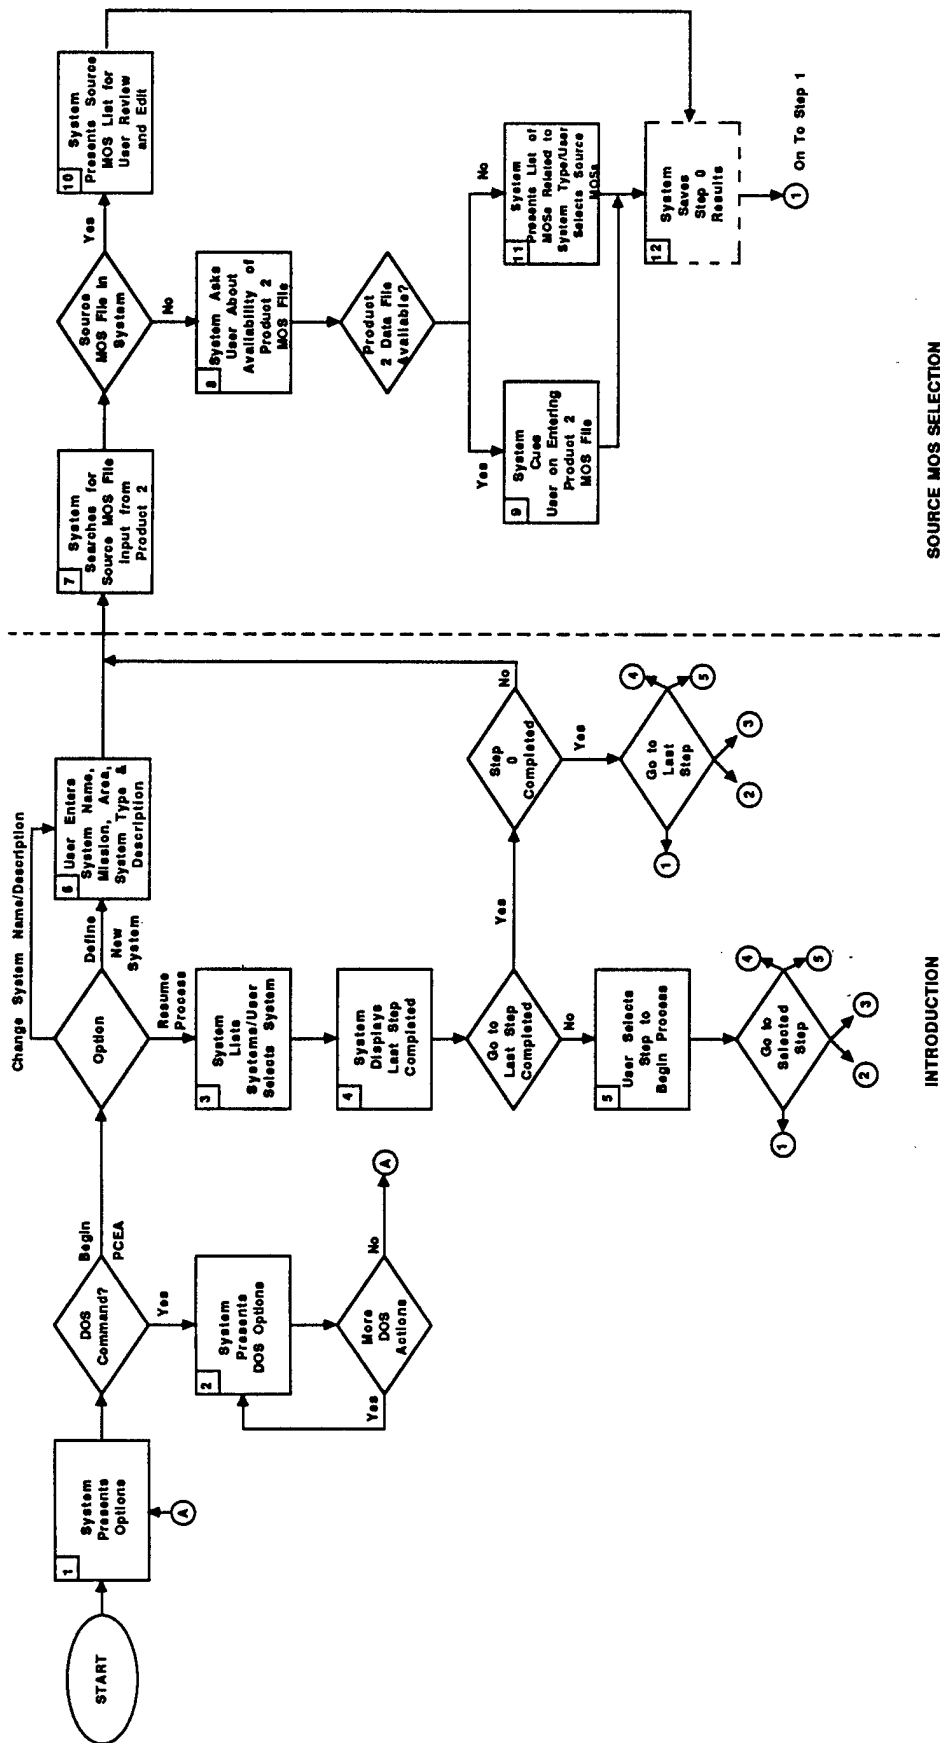 START
1
System
Presents
Options
A
DOS
Command?
Begin
PCEA
Yes
2
System
Presents
DOS Options
More
DOS
Actions
Yes
No
A
Option
Change System Name/Description
Define
New
System
Resume
Process
3
System
Lists
Systems/User
Selects System
4
System
Displays
Last Step
Completed
Go to
Last Step
Completed
No
5
User Selects
Step to
Begin Process
Go to
Selected
Step
1
2
3
4
5
Yes
Step
0
Completed
No
Yes
Go to
Last
Step
1
2
3
4
5
6
User Enters
System Name,
Mission, Area,
System Type &
Description
INTRODUCTION
7
System
Searches for
Source MOS File
Input from
Product 2
Source
MOS File In
System
Yes
10
System
Presents Source
MOS List for
User Review
and Edit
No
8
System Asks
User About
Availability of
Product 2
MOS File
Product
2 Data File
Available?
Yes
9
System
Cues
User on Entering
Product 2
MOS File
No
11
System
Presents List of
MOSs Related to
System Type/User
Selects Source
MOSs
12
System
Saves
Step 0
Results
1
On To Step 1
SOURCE MOS SELECTION